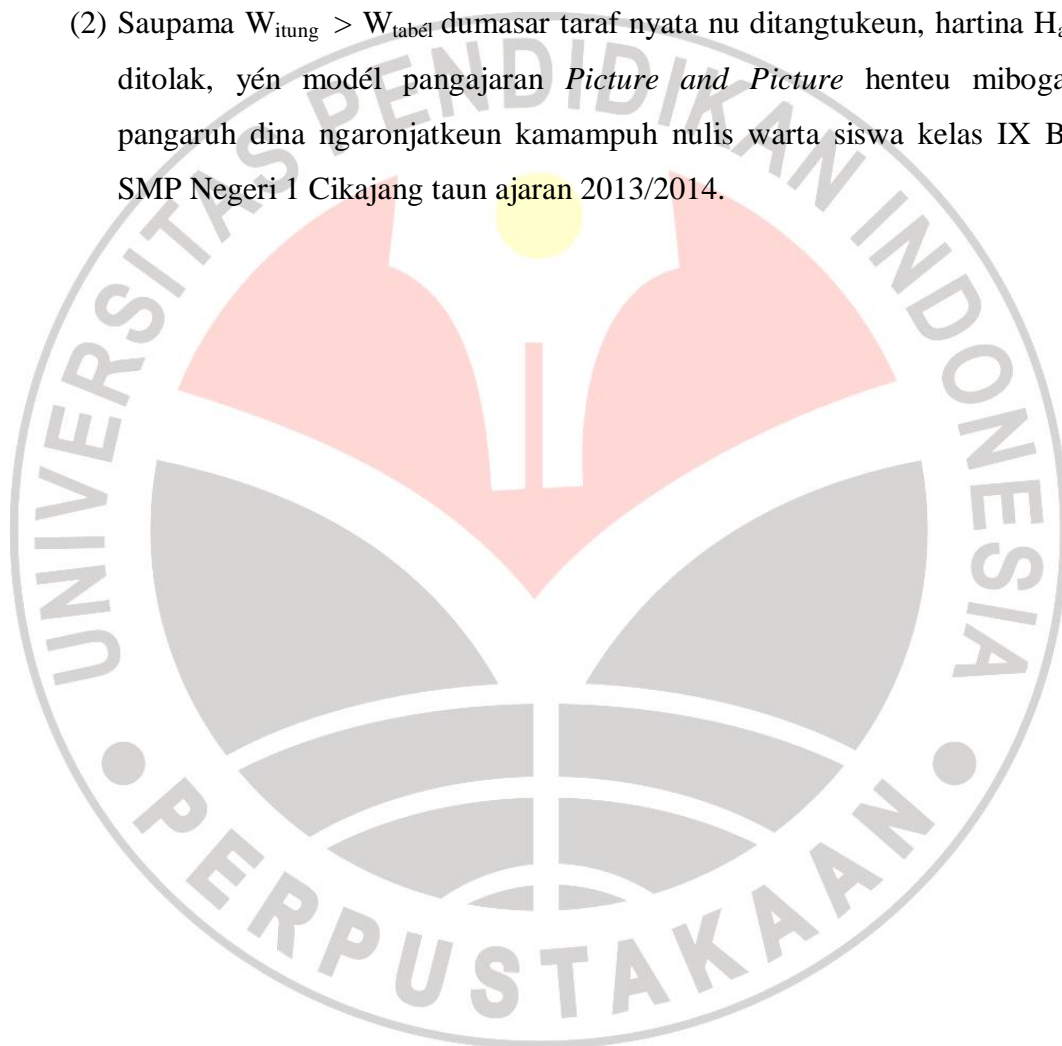 (2) Saupama Witung > Wtabél dumasar taraf nyata nu ditangtukeun, hartina Ha
ditolak, yén modél pangajaran Picture and Picture henteu miboga
pangaruh dina ngaronjatkeun kamampuh nulis warta siswa kelas IX B
SMP Negeri 1 Cikajang taun ajaran 2013/2014.
UNIVERSITAS PENDIDIKAN INDONESIA
PERPUSTAKAAN